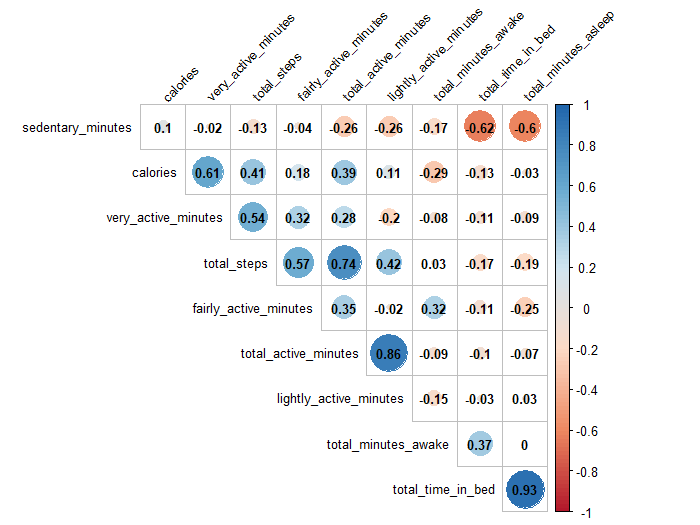 calories
very_active_minutes
total_steps
fairly_active_minutes
total_active_minutes
lightly_active_minutes
total_minutes_awake
total_time_in_bed
total_minutes_asleep
sedentary_minutes 0.1 -0.02 -0.13 -0.04 -0.26 -0.26 -0.17 -0.62 -0.6
calories 0.61 0.41 0.18 0.39 0.11 -0.29 -0.13 -0.03
very_active_minutes 0.54 0.32 0.28 -0.2 -0.08 -0.11 -0.09
total_steps 0.57 0.74 0.42 0.03 -0.17 -0.19
fairly_active_minutes 0.35 -0.02 0.32 -0.11 -0.25
total_active_minutes 0.86 -0.09 -0.1 -0.07
lightly_active_minutes -0.15 -0.03 0.03
total_minutes_awake 0.37 0
total_time_in_bed 0.93
1
0.8
0.6
0.4
0.2
0
-0.2
-0.4
-0.6
-0.8
-1